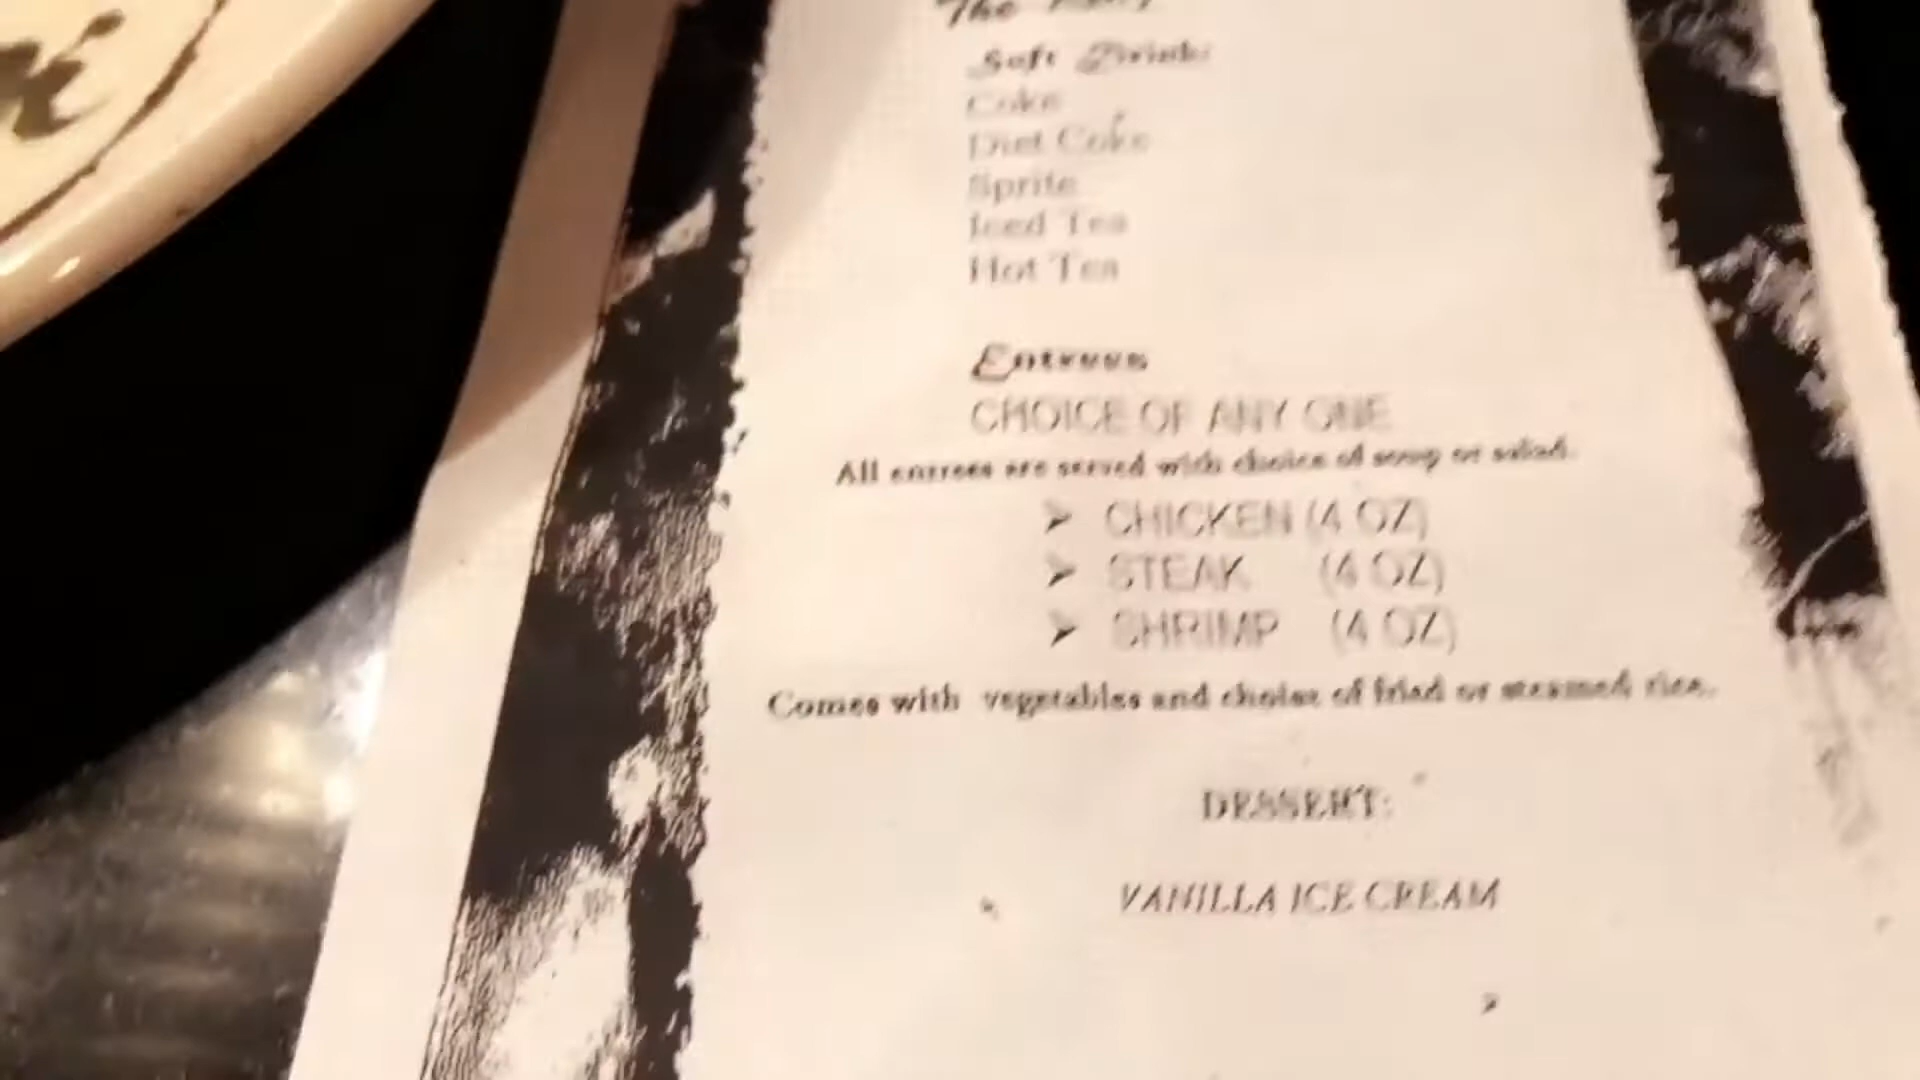 The
Soft Drinks
Coke
Diet Coke
Sprite
Iced Tea
Hot Tea
Entrees
CHOICE OF ANY ONE
All entrees are served with choice of soup or salad.
➤ CHICKEN (4 OZ)
➤ STEAK (4 OZ)
➤ SHRIMP (4 OZ)
Comes with vegetables and choice of fried or steamed rice.
DESSERT:
VANILLA ICE CREAM